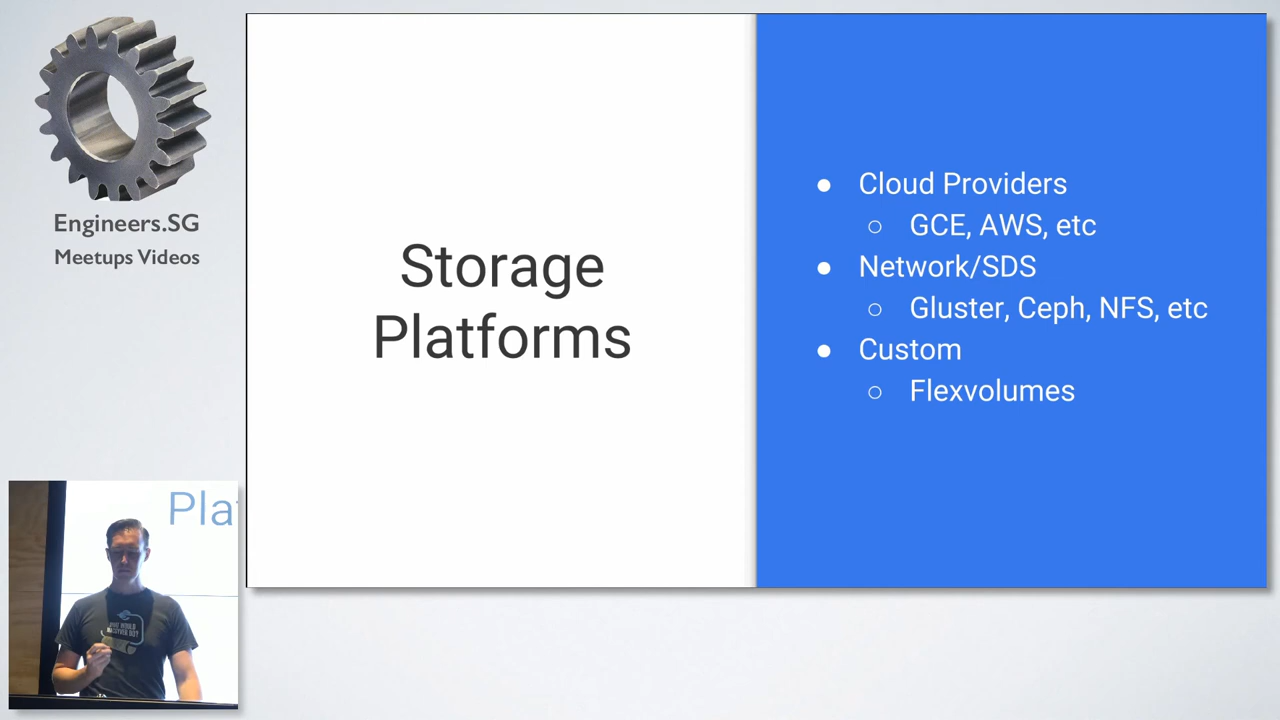 Engineers.SG
Meetups Videos
Storage
Platforms
● Cloud Providers
○ GCE, AWS, etc
● Network/SDS
○ Gluster, Ceph, NFS, etc
● Custom
○ Flexvolumes
Pla